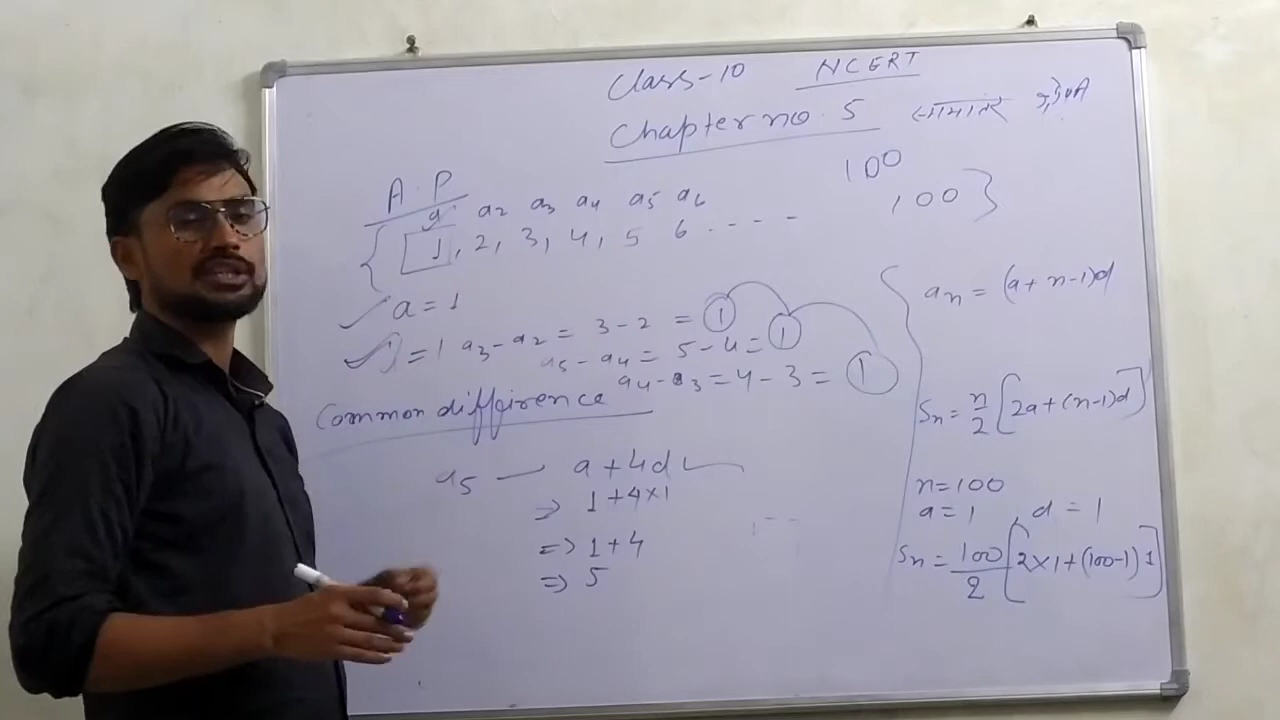 Class-10 NCERT
Chapter no. 5 समान्तर
100
100 }
A.P
a2 a3 a4 a5 a6
1, 2, 3, 4, 5 6 . - - - -
a = 1
= 1 a3 - a2 = 3 - 2 = 1
a5 - a4 = 5 - 4 = 1
a4 - a3 = 4 - 3 = 1
Common diffirence
a5 — a + 4d
=> 1 + 4×1
=> 1 + 4
=> 5
an = (a + n - 1)d
Sn = n/2 [2a + (n-1)d]
n = 100
a = 1, d = 1
Sn = 100/2 [2×1 + (100-1) 1]